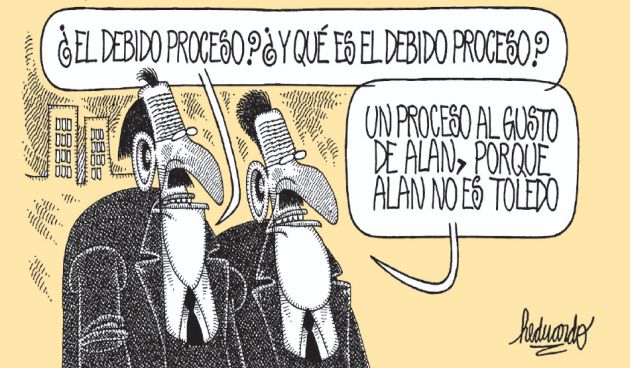 ¿EL DEBIDO PROCESO? ¿Y QUÉ ES EL DEBIDO PROCESO?
UN PROCESO AL GUSTO
DE ALAN, PORQUE
ALAN NO ES TOLEDO
heduardo